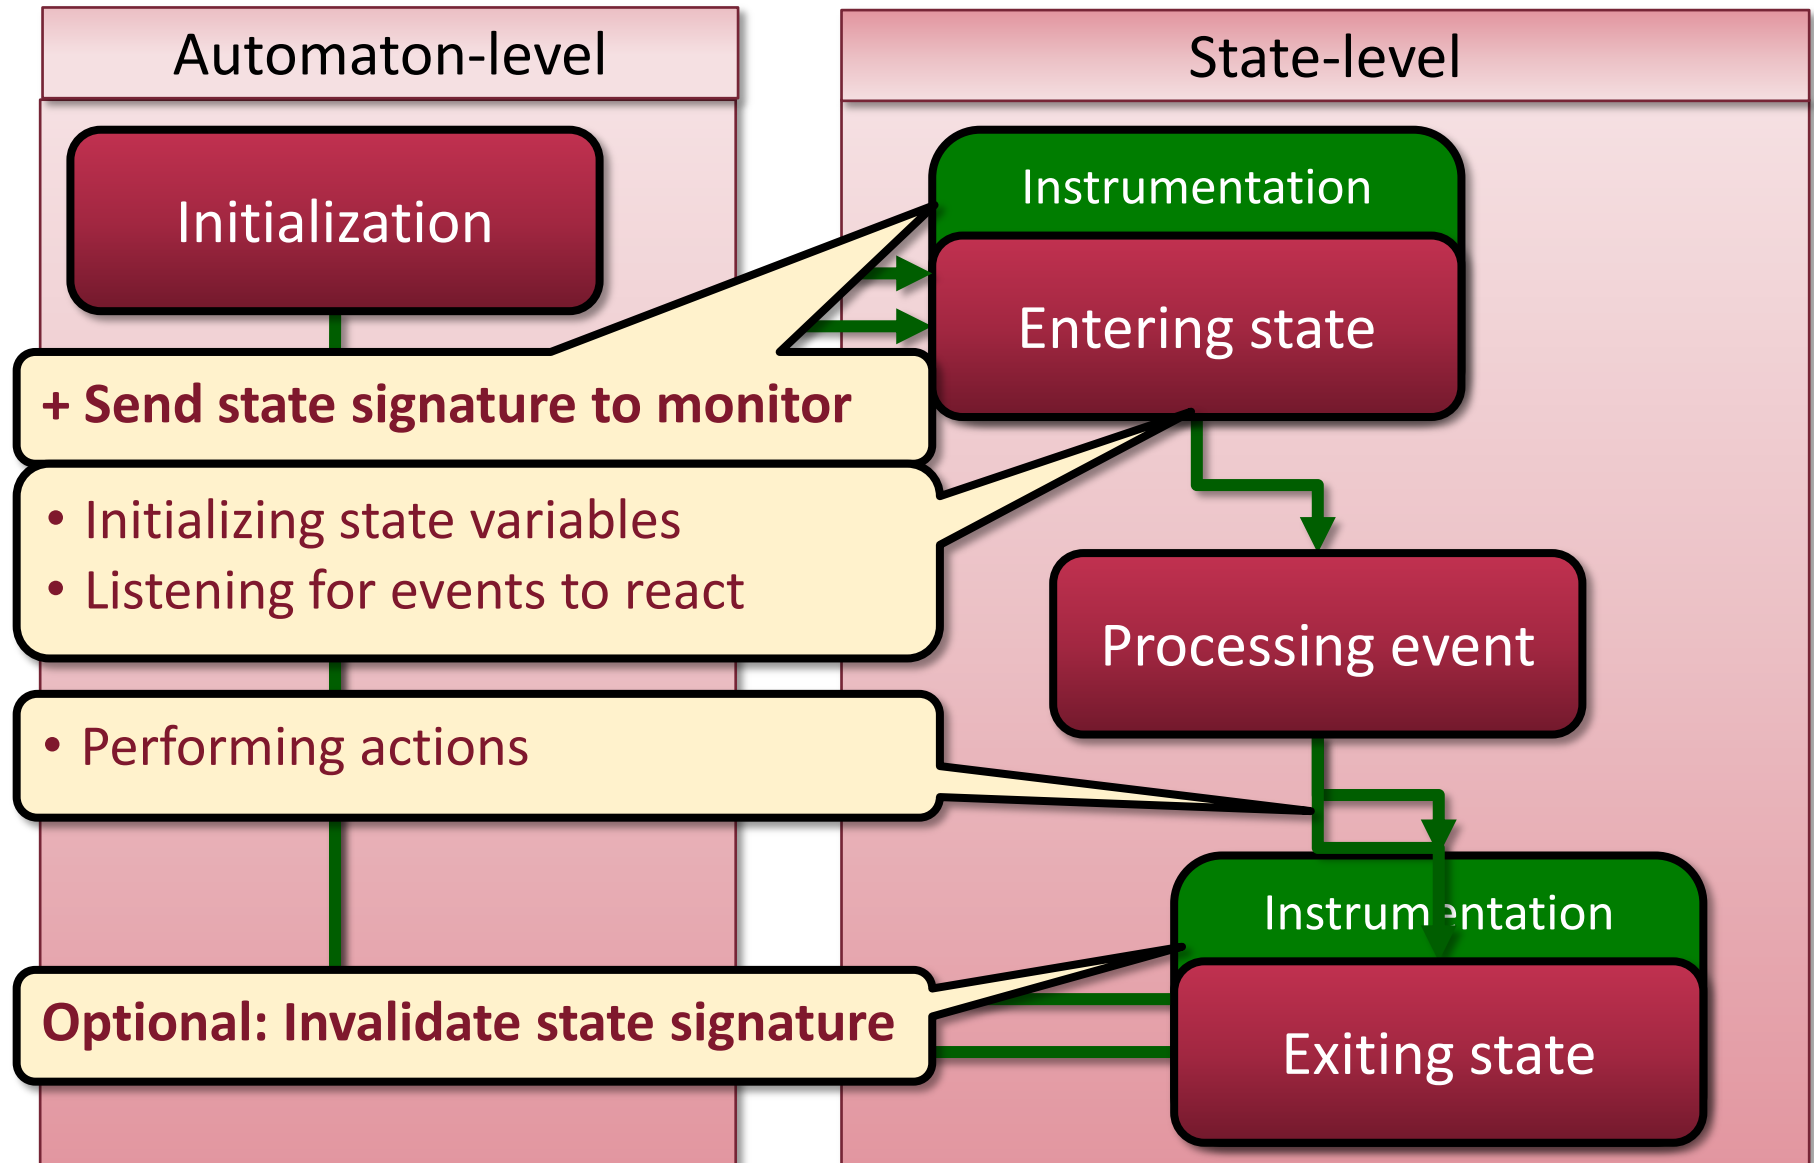 Automaton-level
State-level
Initialization
Instrumentation
Entering state
+ Send state signature to monitor
• Initializing state variables
• Listening for events to react
Processing event
• Performing actions
Instrumentation
Optional: Invalidate state signature
Exiting state